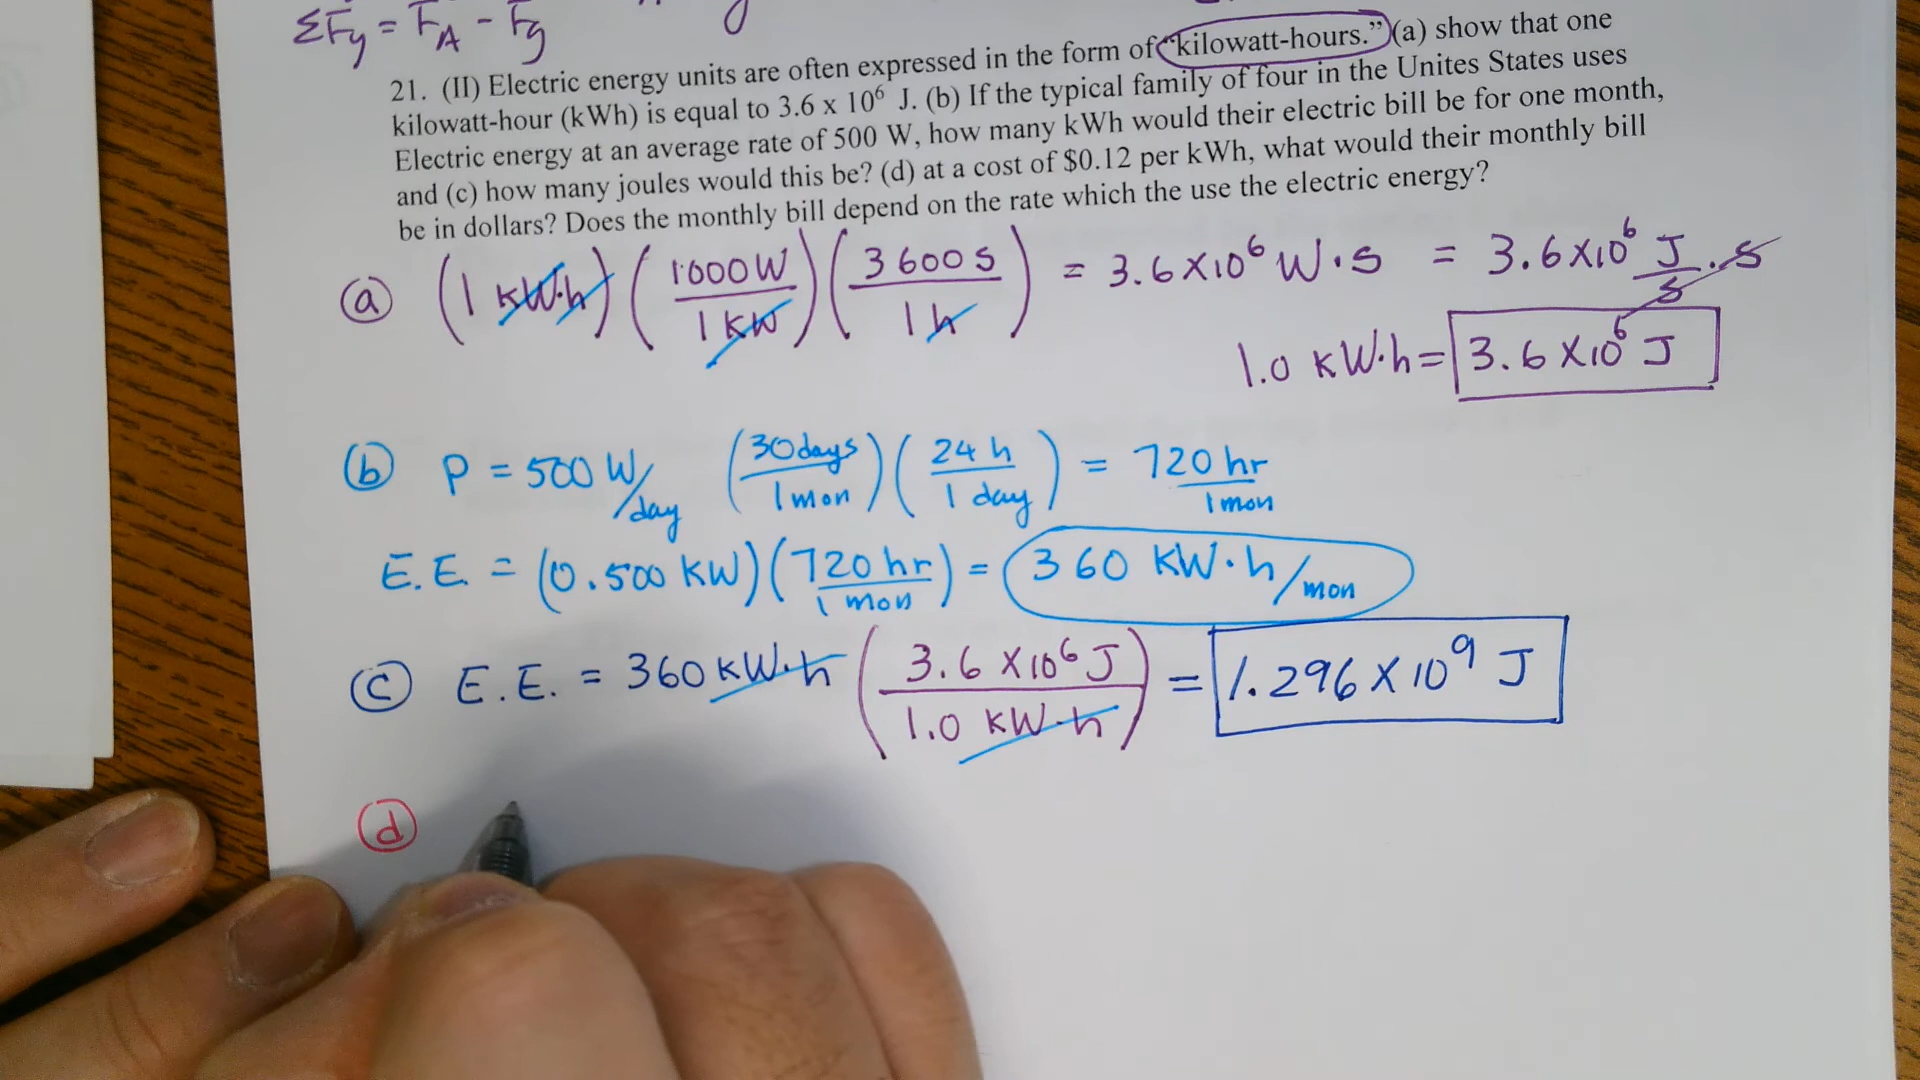 ΣFy = FA - Fg
21. (II) Electric energy units are often expressed in the form of “kilowatt-hours.” (a) show that one
kilowatt-hour (kWh) is equal to 3.6 x 10⁶ J. (b) If the typical family of four in the Unites States uses
Electric energy at an average rate of 500 W, how many kWh would their electric bill be for one month,
and (c) how many joules would this be? (d) at a cost of $0.12 per kWh, what would their monthly bill
be in dollars? Does the monthly bill depend on the rate which the use the electric energy?
(a) (1 kW·h) (1000W / 1 kW) (3600 s / 1 h) = 3.6 X10⁶ W·s = 3.6 X10⁶ J/s · s
1.0 kW·h = 3.6 X10⁶ J
(b) P = 500 W/day (30 days / 1 mon) (24 h / 1 day) = 720 hr / 1 mon
E.E. = (0.500 kW) (720 hr / 1 mon) = 360 kW·h/mon
(c) E.E. = 360 kW·h (3.6 X10⁶ J / 1.0 kW·h) = 1.296 X 10⁹ J
(d)